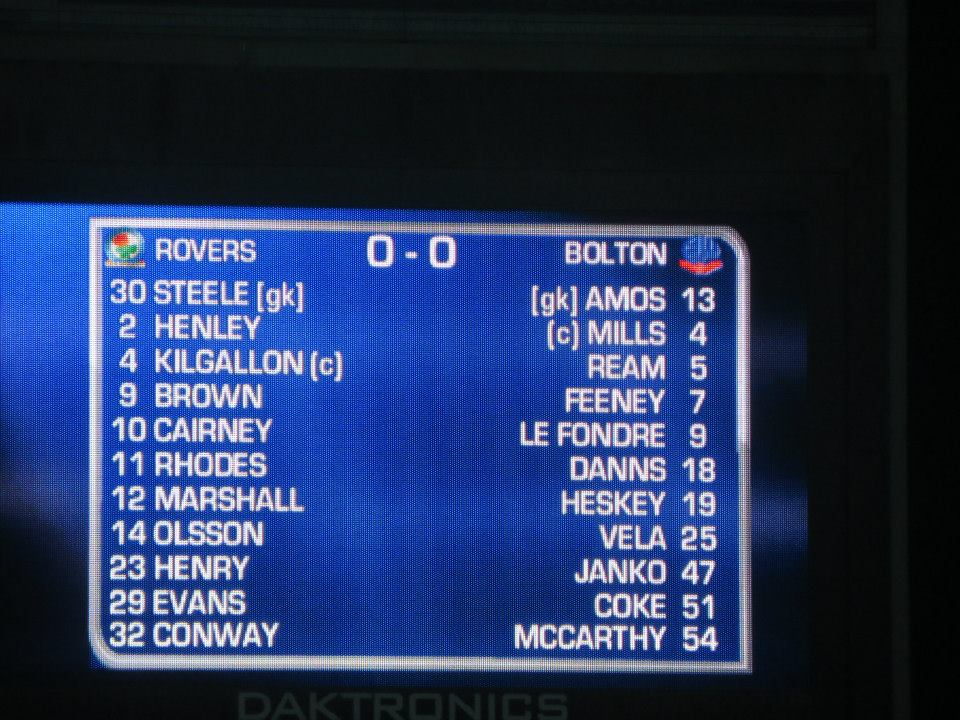 ROVERS 0 - 0 BOLTON
30 STEELE [gk] [gk] AMOS 13
2 HENLEY (c) MILLS 4
4 KILGALLON (c) REAM 5
9 BROWN FEENEY 7
10 CAIRNEY LE FONDRE 9
11 RHODES DANNS 18
12 MARSHALL HESKEY 19
14 OLSSON VELA 25
23 HENRY JANKO 47
29 EVANS COKE 51
32 CONWAY MCCARTHY 54
DAKTRONICS